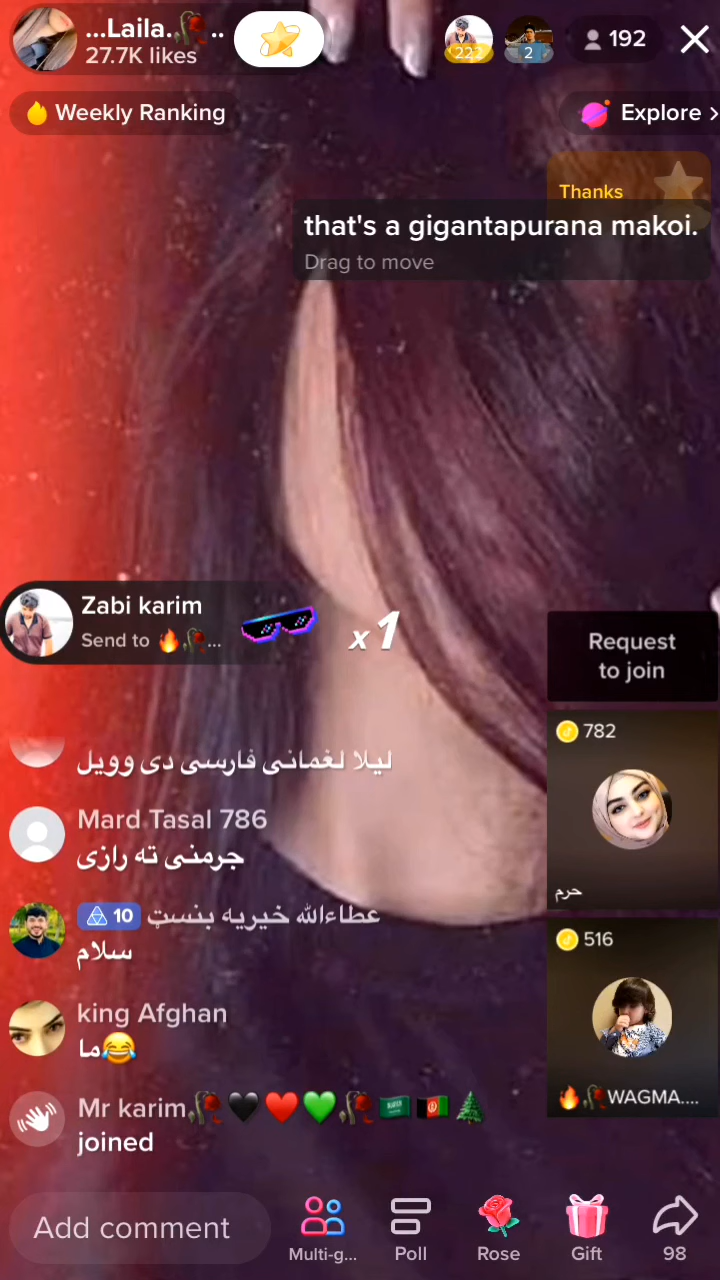 ...Laila.🥀..
27.7K likes
222
2
192
Weekly Ranking
Explore
Thanks
that's a gigantapurana makoi.
Drag to move
Zabi karim
Send to 🔥🥀...
x1
Request
to join
782
حرم
516
🔥🥀WAGMA....
لیلا لغمانی فارسی دی وویل
Mard Tasal 786
جرمنی ته رازی
10 عطاءالله خیریه بنسټ
سلام
king Afghan
ما😂
Mr karim🥀🖤❤️💚🥀🇸🇦🇦🇫🌲
joined
Add comment
Multi-g...
Poll
Rose
Gift
98